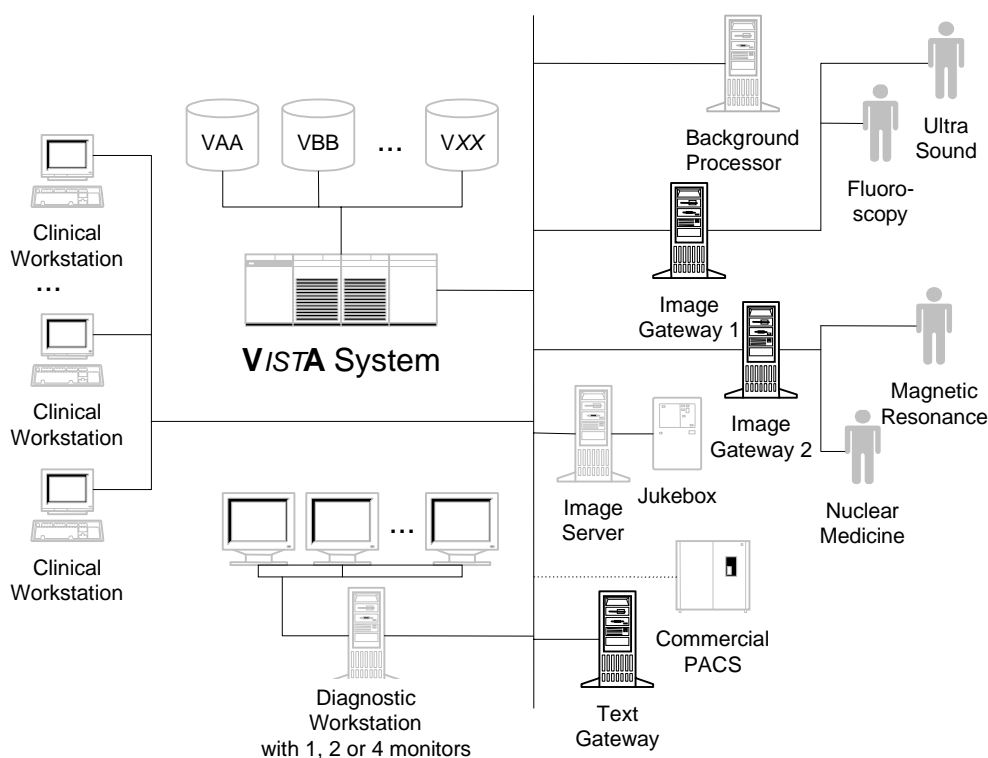 VAA
VBB
...
VXX
Clinical
Workstation
...
Clinical
Workstation
Clinical
Workstation
VISTA System
...
Diagnostic
Workstation
with 1, 2 or 4 monitors
Background
Processor
Ultra
Sound
Fluoro-
scopy
Image
Gateway 1
Image
Gateway 2
Magnetic
Resonance
Nuclear
Medicine
Image
Server
Jukebox
Commercial
PACS
Text
Gateway